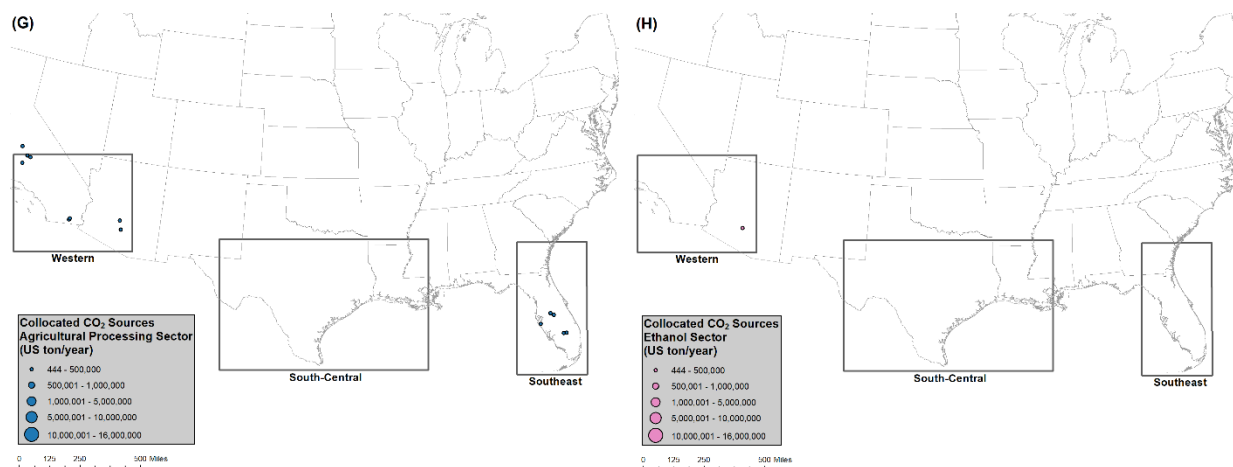 (G)
Western
South-Central
Southeast
Collocated CO₂ Sources
Agricultural Processing Sector
(US ton/year)
444 - 500,000
500,001 - 1,000,000
1,000,001 - 5,000,000
5,000,001 - 10,000,000
10,000,001 - 16,000,000
0 125 250 500 Miles
(H)
Western
South-Central
Southeast
Collocated CO₂ Sources
Ethanol Sector
(US ton/year)
444 - 500,000
500,001 - 1,000,000
1,000,001 - 5,000,000
5,000,001 - 10,000,000
10,000,001 - 16,000,000
0 125 250 500 Miles